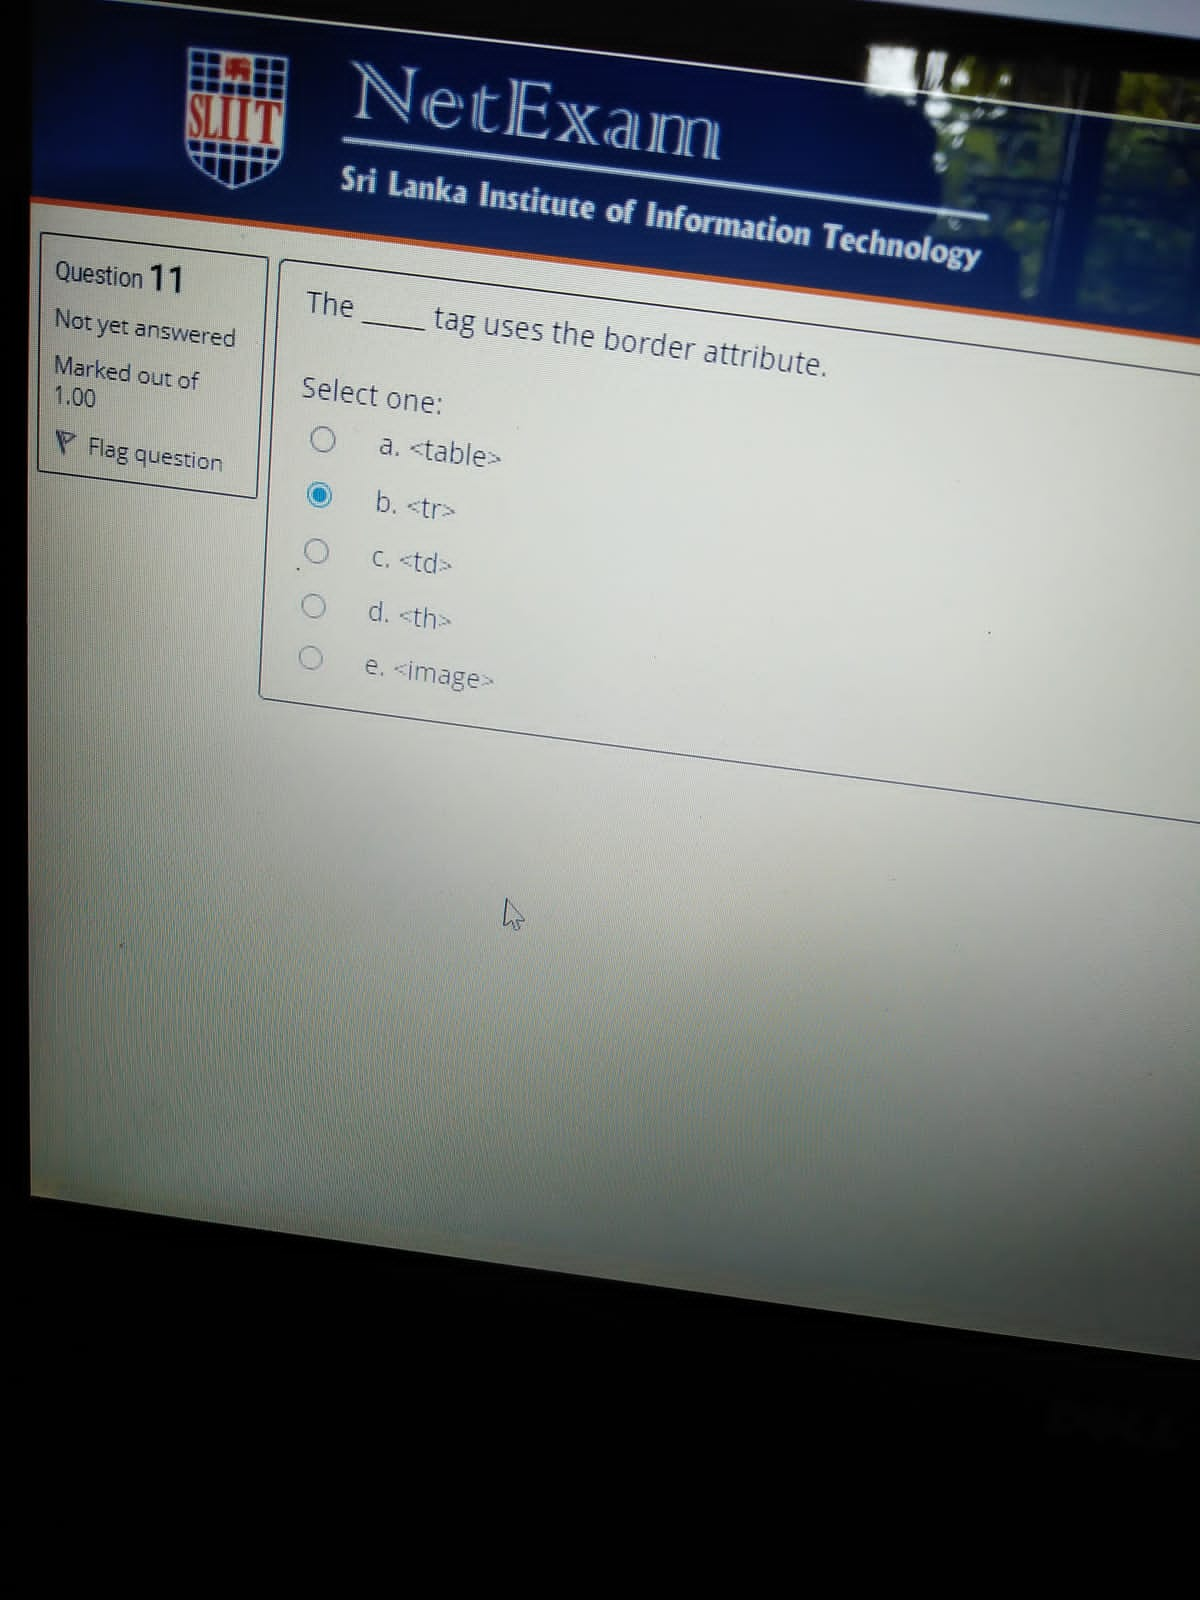 SLIIT
NetExam
Sri Lanka Institute of Information Technology
Question 11
Not yet answered
Marked out of
1.00
Flag question
The _____ tag uses the border attribute.
Select one:
a. <table>
b. <tr>
c. <td>
d. <th>
e. <image>